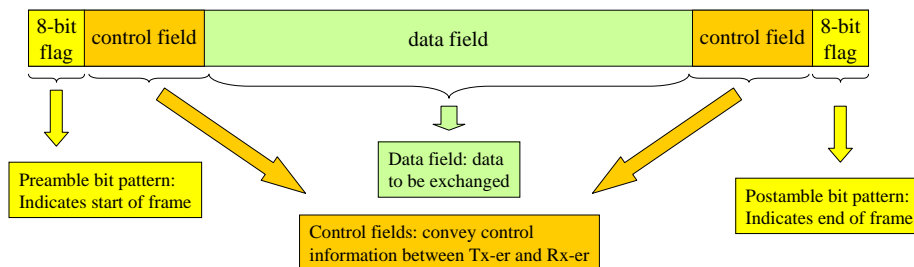 8-bit
flag
control field
data field
control field
8-bit
flag
Data field: data
to be exchanged
Preamble bit pattern:
Indicates start of frame
Postamble bit pattern:
Indicates end of frame
Control fields: convey control
information between Tx-er and Rx-er